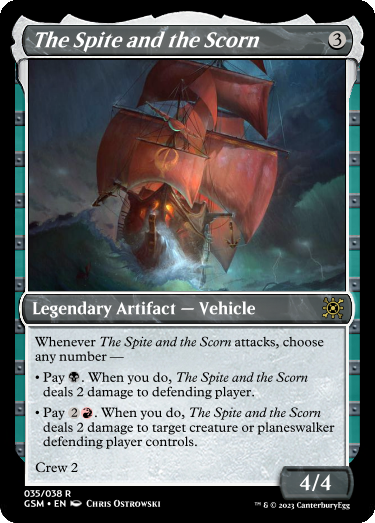 The Spite and the Scorn 3
Legendary Artifact — Vehicle
Whenever The Spite and the Scorn attacks, choose
any number —
• Pay . When you do, The Spite and the Scorn
deals 2 damage to defending player.
• Pay 2 . When you do, The Spite and the Scorn
deals 2 damage to target creature or planeswalker
defending player controls.
Crew 2
4/4
035/038 R
GSM • EN Chris Ostrowski
™ & © 2023 CanterburyEgg